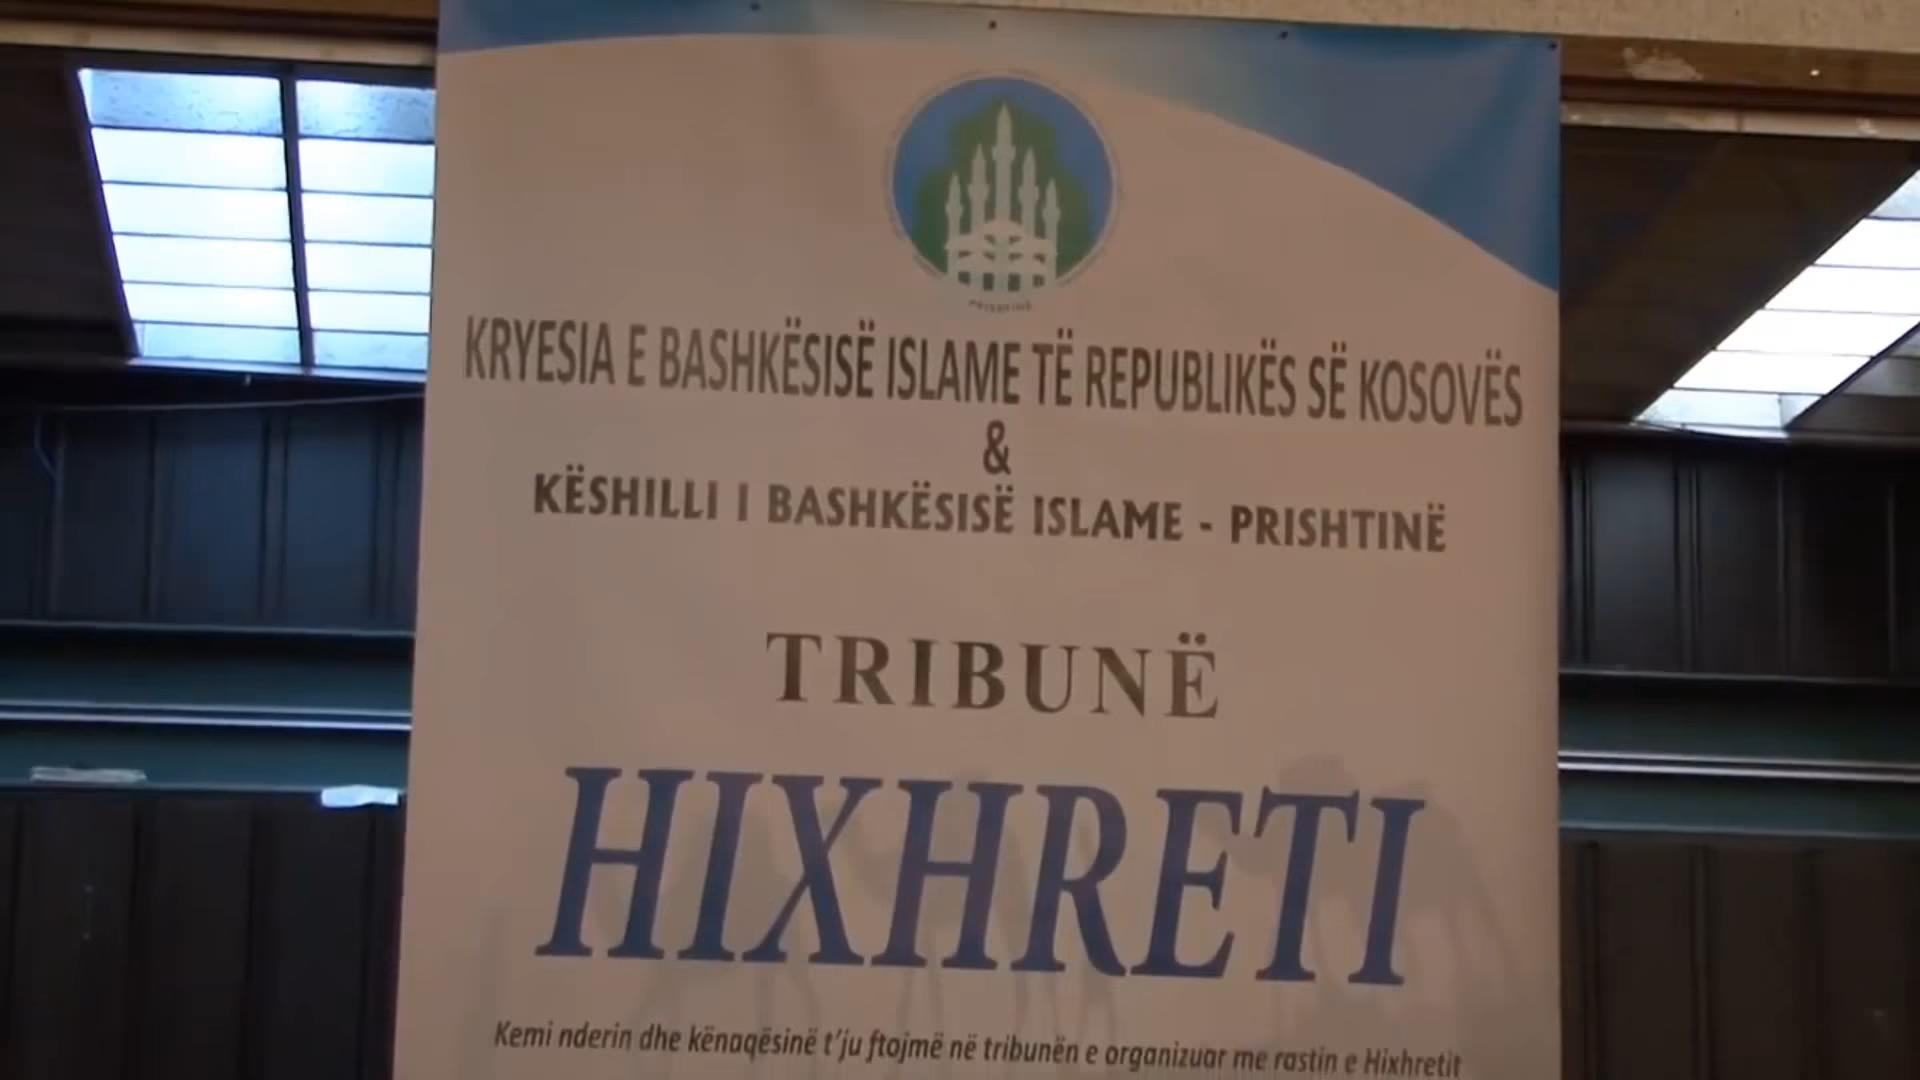 PRISHTINË
KRYESIA E BASHKËSISË ISLAME TË REPUBLIKËS SË KOSOVËS
&
KËSHILLI I BASHKËSISË ISLAME - PRISHTINË
TRIBUNË
HIXHRETI
Kemi nderin dhe kënaqësinë t'ju ftojmë në tribunën e organizuar me rastin e Hixhretit